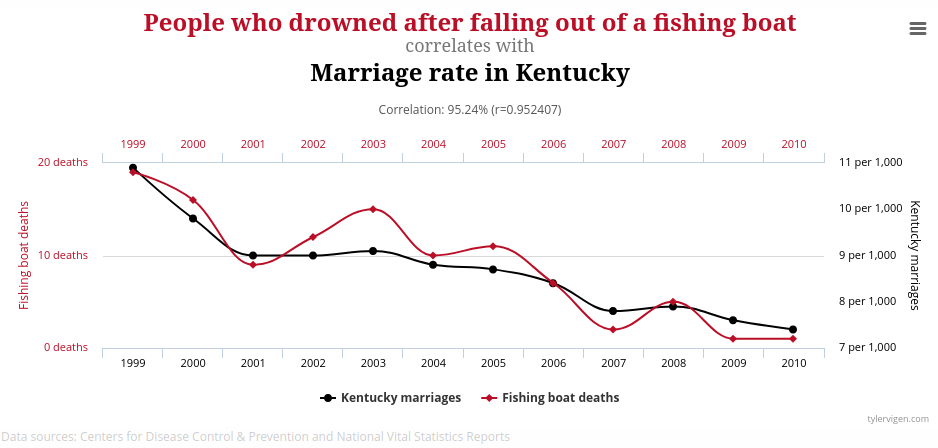 People who drowned after falling out of a fishing boat
correlates with
Marriage rate in Kentucky
Correlation: 95.24% (r=0.952407)
1999 2000 2001 2002 2003 2004 2005 2006 2007 2008 2009 2010
20 deaths 11 per 1,000
10 per 1,000
10 deaths 9 per 1,000
8 per 1,000
0 deaths 7 per 1,000
Fishing boat deaths
Kentucky marriages
1999 2000 2001 2002 2003 2004 2005 2006 2007 2008 2009 2010
Kentucky marriages Fishing boat deaths
tylervigen.com
Data sources: Centers for Disease Control & Prevention and National Vital Statistics Reports